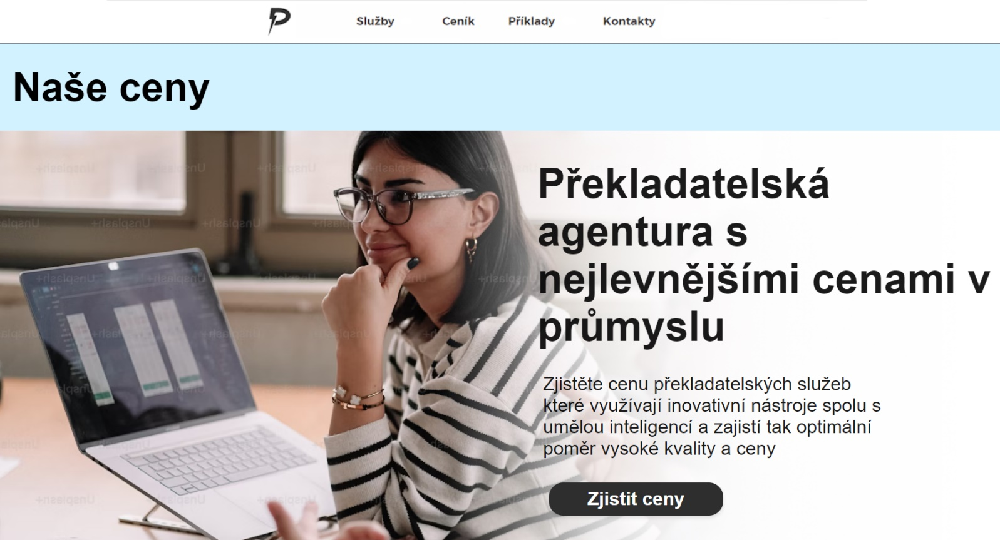 Služby Ceník Příklady Kontakty
Naše ceny
Překladatelská
agentura s
nejlevnějšími cenami v
průmyslu
Zjistěte cenu překladatelských služeb
které využívají inovativní nástroje spolu s
umělou inteligencí a zajistí tak optimální
poměr vysoké kvality a ceny
Zjistit ceny